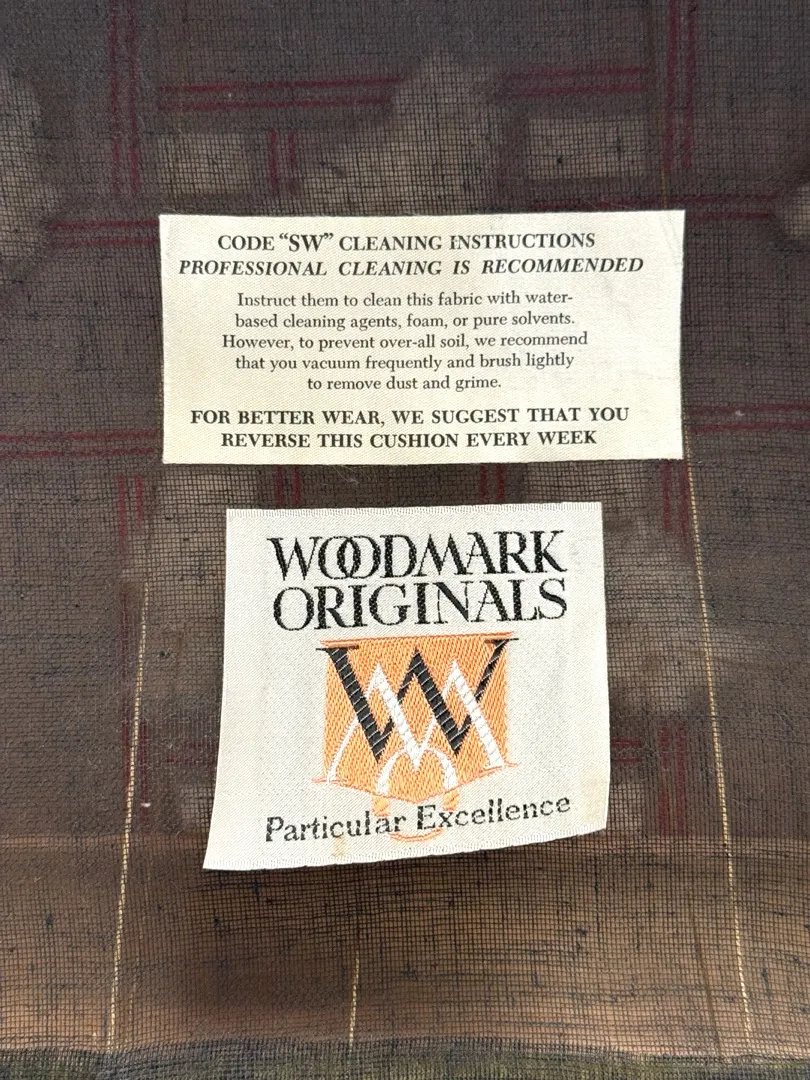 CODE “SW” CLEANING INSTRUCTIONS
PROFESSIONAL CLEANING IS RECOMMENDED
Instruct them to clean this fabric with water-
based cleaning agents, foam, or pure solvents.
However, to prevent over-all soil, we recommend
that you vacuum frequently and brush lightly
to remove dust and grime.
FOR BETTER WEAR, WE SUGGEST THAT YOU
REVERSE THIS CUSHION EVERY WEEK
WOODMARK
ORIGINALS
W
Particular Excellence